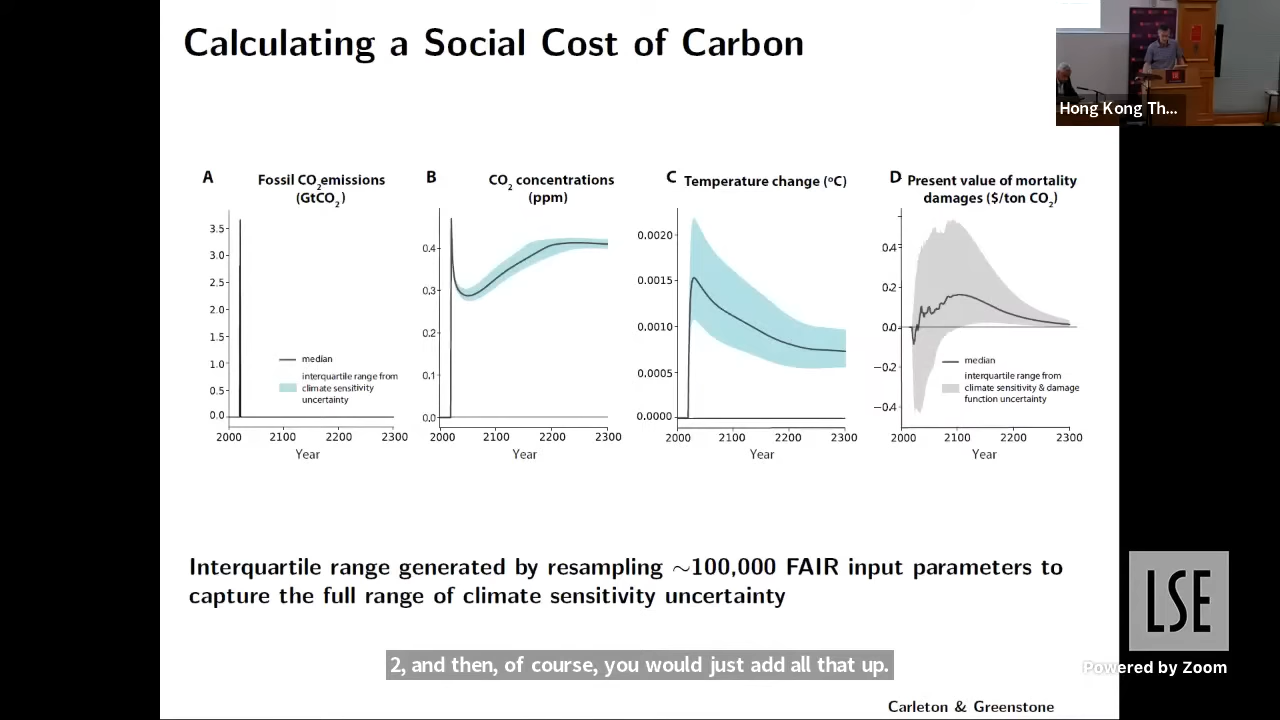 Calculating a Social Cost of Carbon
Hong Kong Th...
A
Fossil CO2 emissions
(GtCO2)
3.5
3.0
2.5
2.0
1.5
1.0
0.5
0.0
median
interquartile range from
climate sensitivity
uncertainty
2000 2100 2200 2300
Year
B
CO2 concentrations
(ppm)
0.4
0.3
0.2
0.1
0.0
2000 2100 2200 2300
Year
C
Temperature change (ºC)
0.0020
0.0015
0.0010
0.0005
0.0000
2000 2100 2200 2300
Year
D
Present value of mortality
damages ($/ton CO2)
0.4
0.2
0.0
−0.2
−0.4
median
interquartile range from
climate sensitivity & damage
function uncertainty
2000 2100 2200 2300
Year
Interquartile range generated by resampling ~100,000 FAIR input parameters to
capture the full range of climate sensitivity uncertainty
LSE
2, and then, of course, you would just add all that up.
Powered by Zoom
Carleton & Greenstone